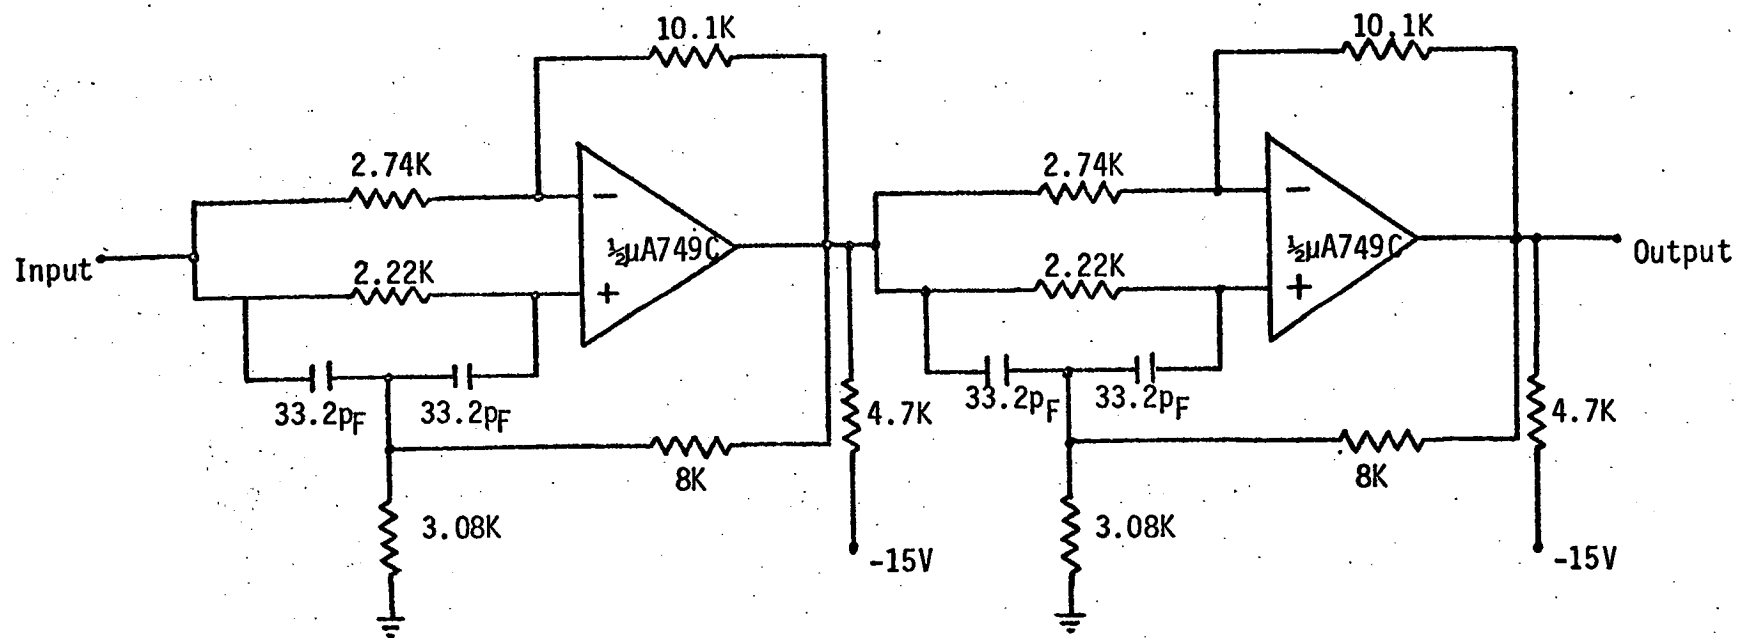 10.1K
10.1K
2.74K
2.74K
−
−
½μA749C
½μA749C
Input
2.22K
2.22K
Output
+
+
33.2pF
33.2pF
4.7K
33.2pF
33.2pF
4.7K
8K
8K
3.08K
3.08K
-15V
-15V